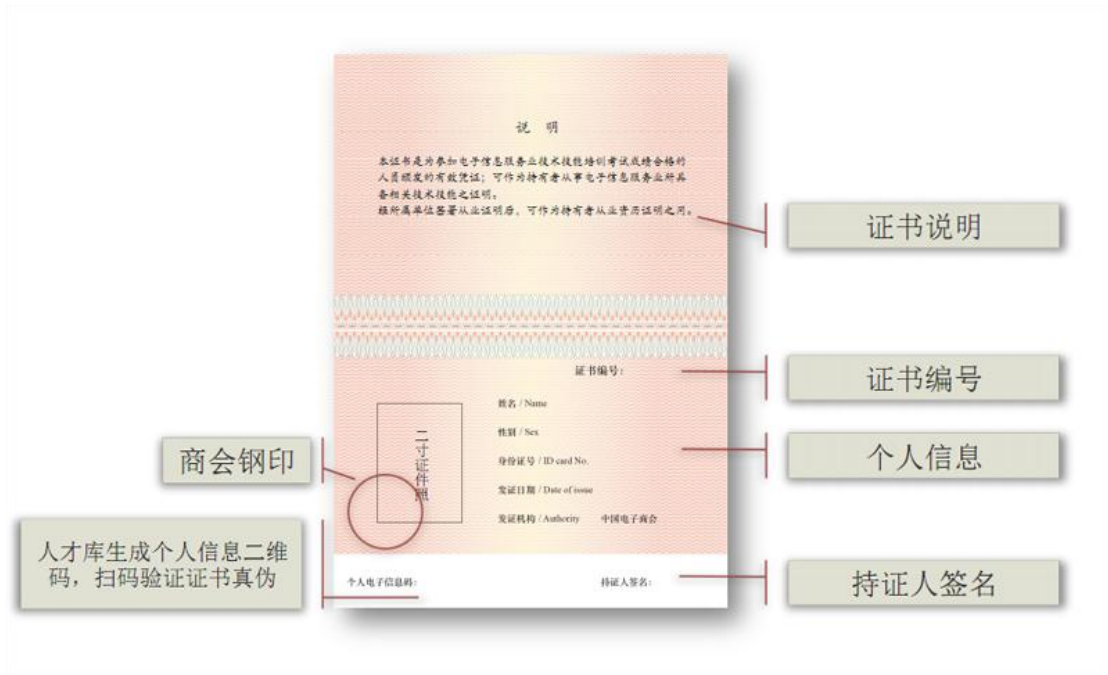 说 明
本证书是为参加电子信息服务业技术技能培训考试成绩合格的
人员颁发的有效凭证；可作为持有者从事电子信息服务业所具
备相关技术技能之证明。
经所属单位签署从业证明后，可作为持有者从业资历证明之用。
证书说明
证书编号：
证书编号
姓名 / Name
性别 / Sex
身份证号 / ID card No.
发证日期 / Date of issue
发证机构 / Authority 中国电子商会
二寸证件照
个人信息
商会钢印
人才库生成个人信息二维
码，扫码验证证书真伪
个人电子信息码：
持证人签名：
持证人签名